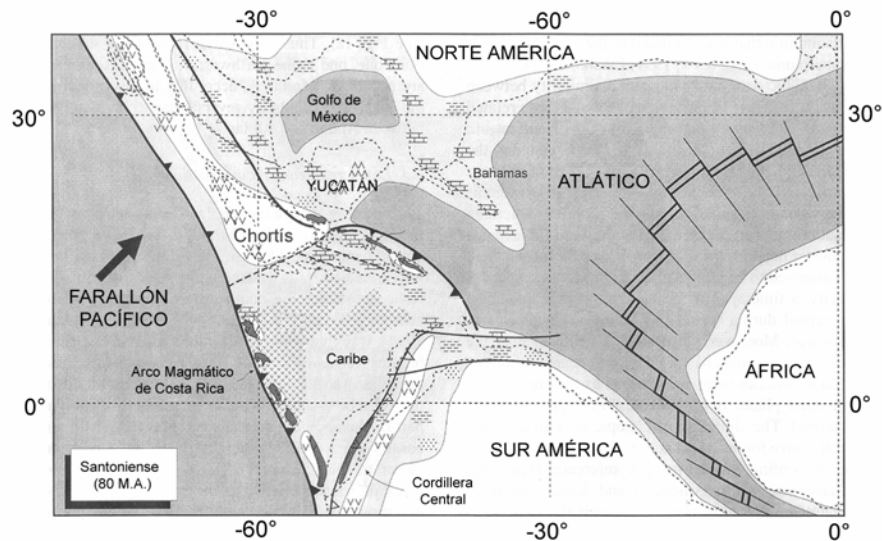 -30°
-60°
0°
NORTE AMÉRICA
30°
30°
Golfo de
México
YUCATÁN
Bahamas
ATLÁTICO
Chortís
FARALLÓN
PACÍFICO
Caribe
ÁFRICA
Arco Magmático
de Costa Rica
0°
0°
SUR AMÉRICA
Santoniense
(80 M.A.)
Cordillera
Central
-60°
-30°
0°